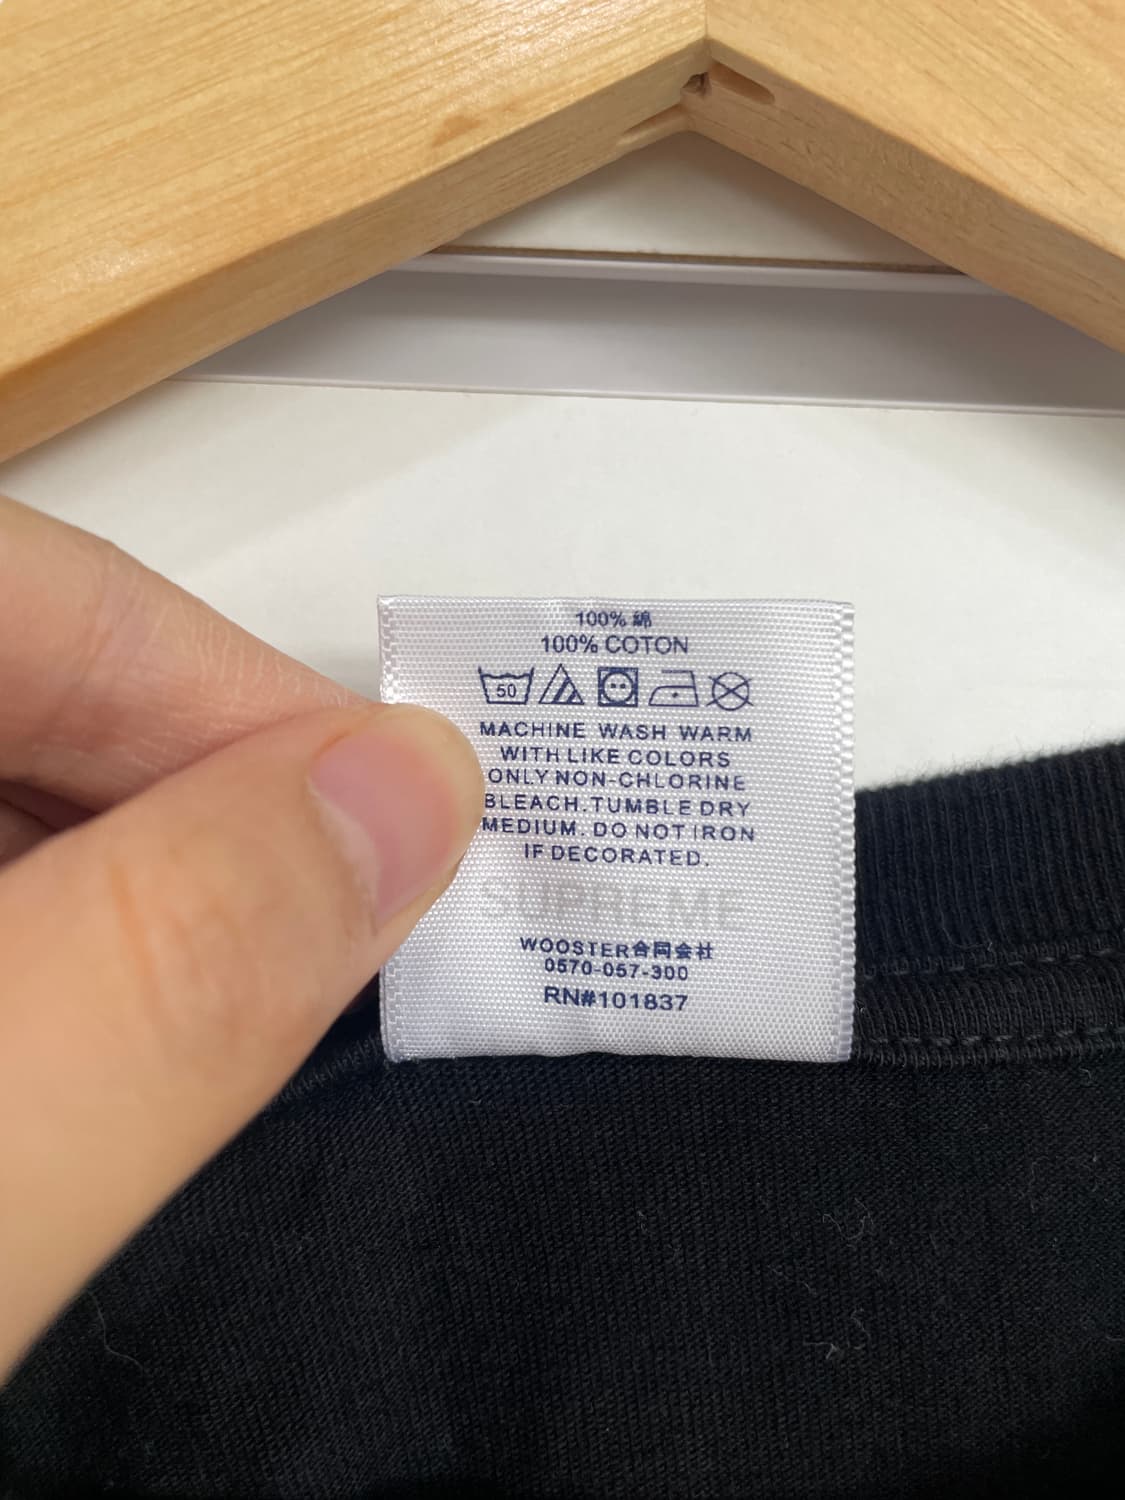 100% 綿
100% COTON
50
MACHINE WASH WARM
WITH LIKE COLORS
ONLY NON-CHLORINE
BLEACH. TUMBLE DRY
MEDIUM. DO NOT IRON
IF DECORATED.
SUPREME
WOOSTER合同会社
0570-057-300
RN#101837